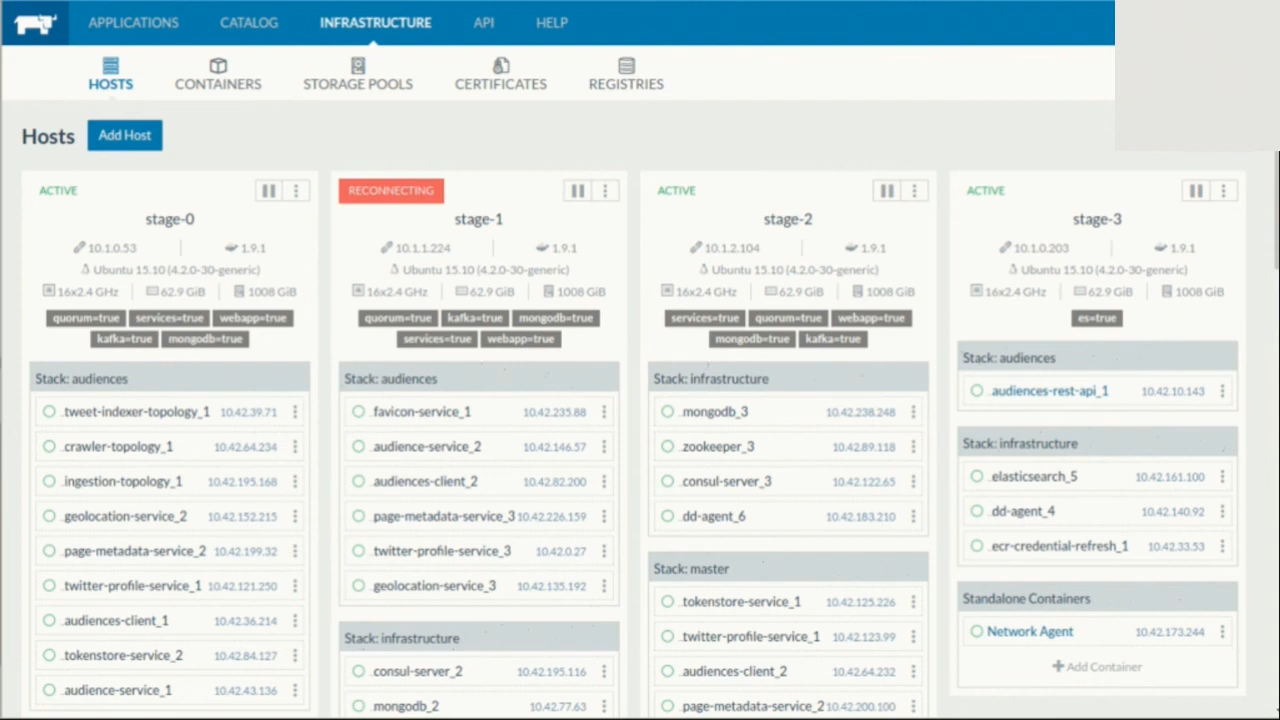 APPLICATIONS CATALOG INFRASTRUCTURE API HELP
HOSTS CONTAINERS STORAGE POOLS CERTIFICATES REGISTRIES
Hosts Add Host
ACTIVE
stage-0
10.1.0.53 1.9.1
Ubuntu 15.10 (4.2.0-30-generic)
16x2.4 GHz 62.9 GiB 1008 GiB
quorum=true services=true webapp=true
kafka=true mongodb=true
Stack: audiences
tweet-indexer-topology_1 10.42.39.71
crawler-topology_1 10.42.64.234
ingestion-topology_1 10.42.195.168
geolocation-service_2 10.42.152.215
page-metadata-service_2 10.42.199.32
twitter-profile-service_1 10.42.121.250
audiences-client_1 10.42.36.214
tokenstore-service_2 10.42.84.127
audience-service_1 10.42.43.136
RECONNECTING
stage-1
10.1.1.224 1.9.1
Ubuntu 15.10 (4.2.0-30-generic)
16x2.4 GHz 62.9 GiB 1008 GiB
quorum=true kafka=true mongodb=true
services=true webapp=true
Stack: audiences
favicon-service_1 10.42.235.88
audience-service_2 10.42.146.57
audiences-client_2 10.42.82.200
page-metadata-service_3 10.42.226.159
twitter-profile-service_3 10.42.0.27
geolocation-service_3 10.42.135.192
Stack: infrastructure
consul-server_2 10.42.195.116
mongodb_2 10.42.77.63
ACTIVE
stage-2
10.1.2.104 1.9.1
Ubuntu 15.10 (4.2.0-30-generic)
16x2.4 GHz 62.9 GiB 1008 GiB
services=true quorum=true webapp=true
mongodb=true kafka=true
Stack: infrastructure
mongodb_3 10.42.238.248
zookeeper_3 10.42.89.118
consul-server_3 10.42.122.65
dd-agent_6 10.42.183.210
Stack: master
tokenstore-service_1 10.42.125.226
twitter-profile-service_1 10.42.123.99
audiences-client_2 10.42.64.232
page-metadata-service_2 10.42.200.100
ACTIVE
stage-3
10.1.0.203 1.9.1
Ubuntu 15.10 (4.2.0-30-generic)
16x2.4 GHz 62.9 GiB 1008 GiB
es=true
Stack: audiences
audiences-rest-api_1 10.42.10.143
Stack: infrastructure
elasticsearch_5 10.42.161.100
dd-agent_4 10.42.140.92
ecr-credential-refresh_1 10.42.33.53
Standalone Containers
Network Agent 10.42.173.244
Add Container